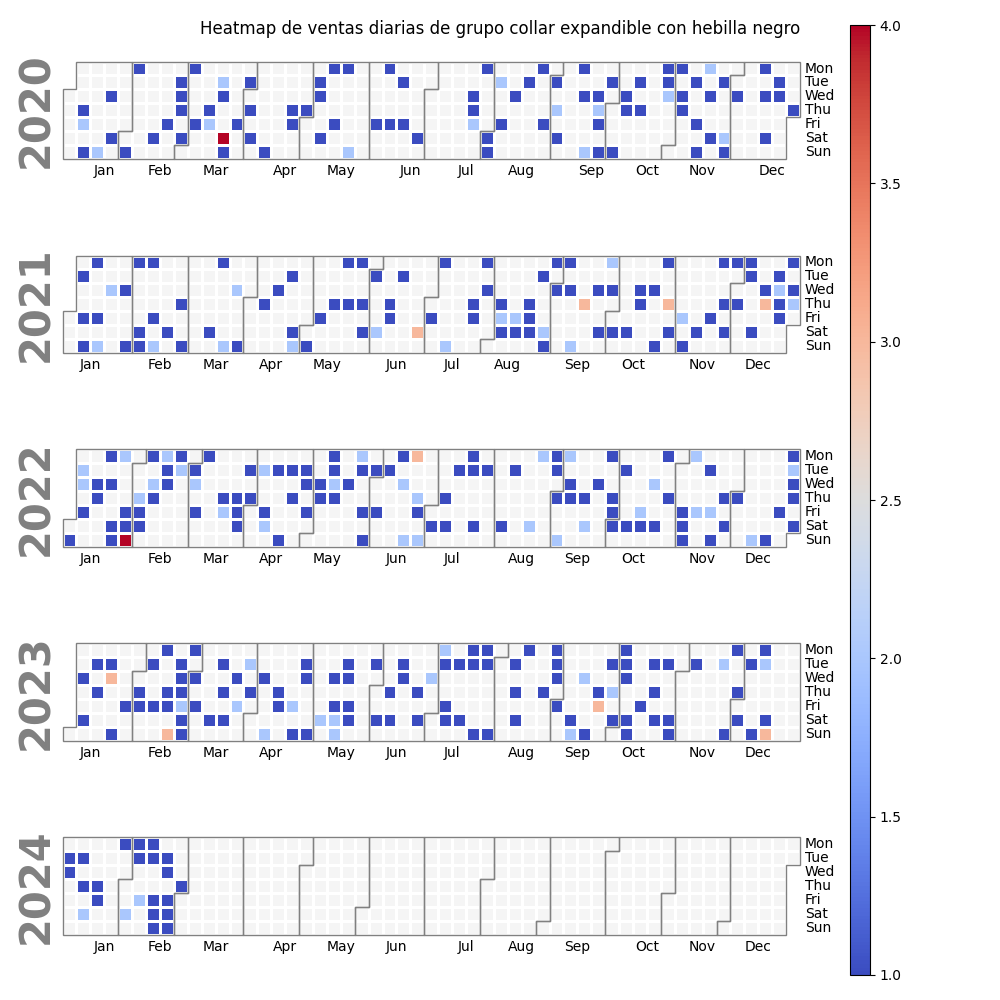 Heatmap de ventas diarias de grupo collar expandible con hebilla negro
2020
Mon
Tue
Wed
Thu
Fri
Sat
Sun
Jan Feb Mar Apr May Jun Jul Aug Sep Oct Nov Dec
2021
Mon
Tue
Wed
Thu
Fri
Sat
Sun
Jan Feb Mar Apr May Jun Jul Aug Sep Oct Nov Dec
2022
Mon
Tue
Wed
Thu
Fri
Sat
Sun
Jan Feb Mar Apr May Jun Jul Aug Sep Oct Nov Dec
2023
Mon
Tue
Wed
Thu
Fri
Sat
Sun
Jan Feb Mar Apr May Jun Jul Aug Sep Oct Nov Dec
2024
Mon
Tue
Wed
Thu
Fri
Sat
Sun
Jan Feb Mar Apr May Jun Jul Aug Sep Oct Nov Dec
4.0
3.5
3.0
2.5
2.0
1.5
1.0